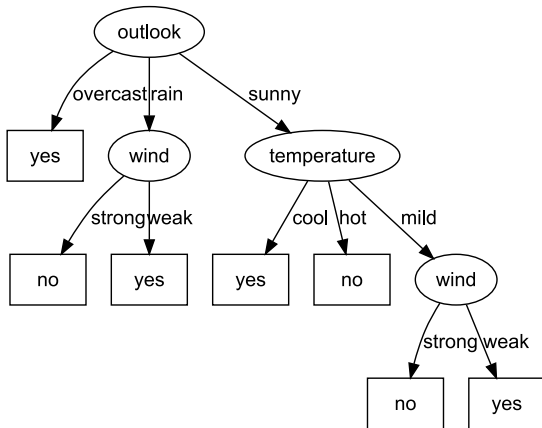 outlook
overcast rain sunny
yes wind temperature
strong weak cool hot mild
no yes yes no wind
strong weak
no yes